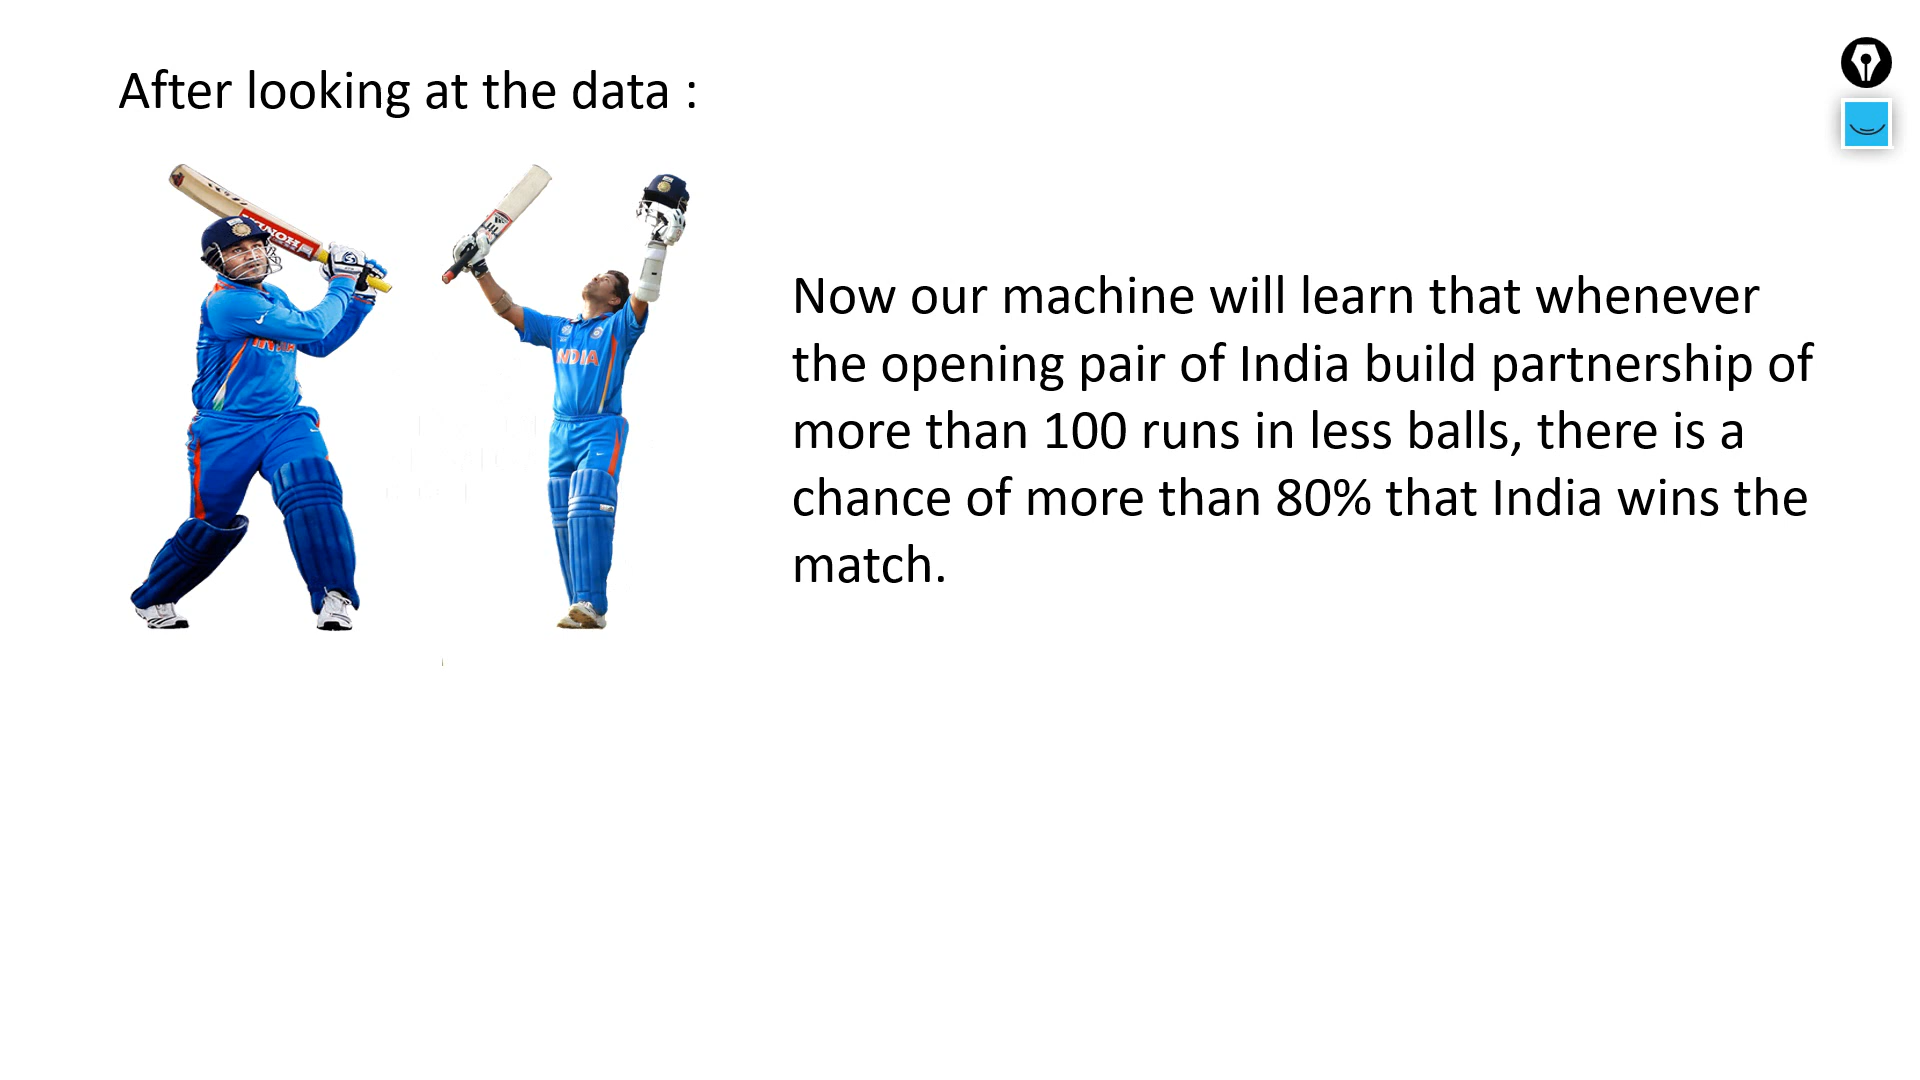 After looking at the data :
INDIA
Now our machine will learn that whenever
the opening pair of India build partnership of
more than 100 runs in less balls, there is a
chance of more than 80% that India wins the
match.